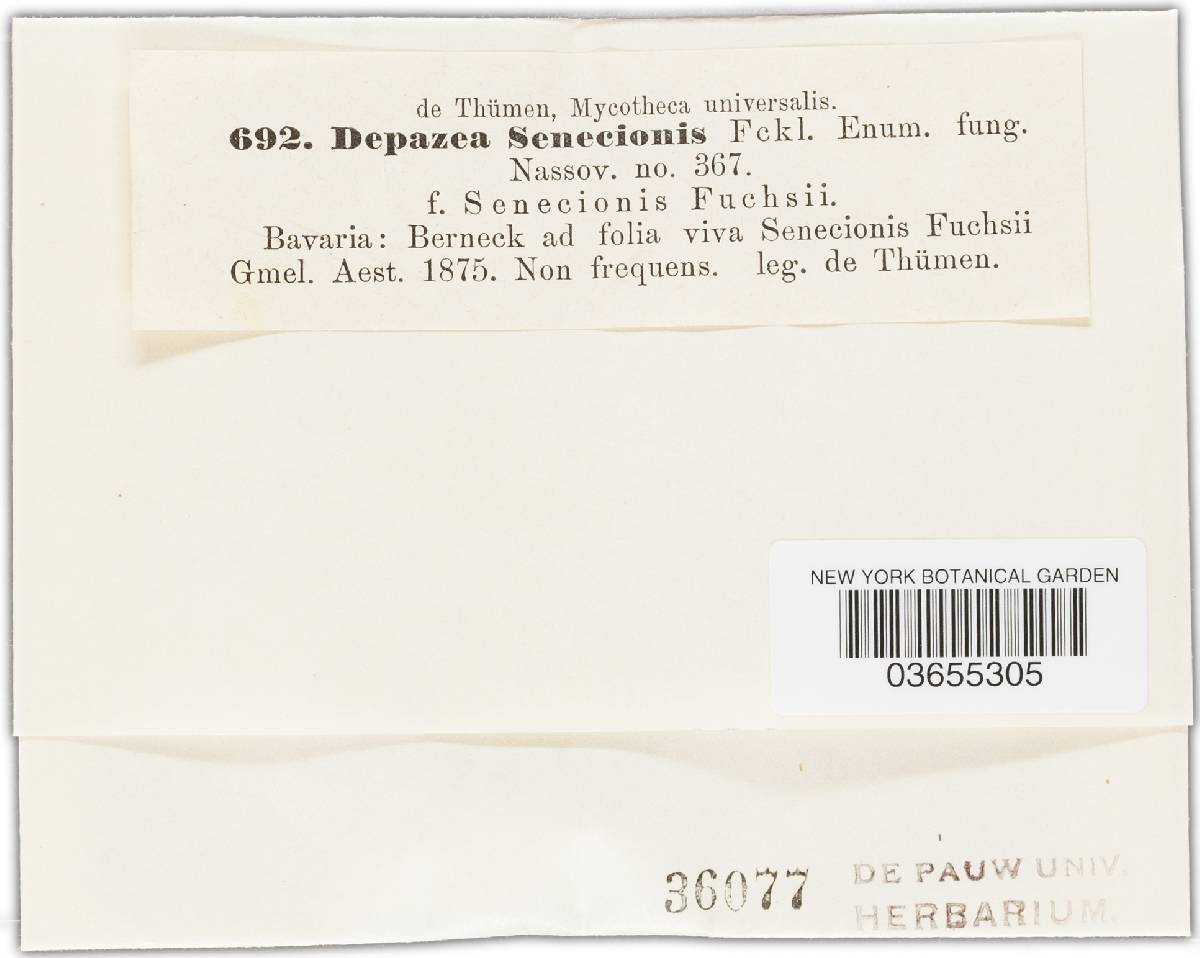 de Thümen, Mycotheca universalis.
692. Depazea Senecionis Fckl. Enum. fung.
Nassov. no. 367.
f. Senecionis Fuchsii.
Bavaria: Berneck ad folia viva Senecionis Fuchsii
Gmel. Aest. 1875. Non frequens. leg. de Thümen.
NEW YORK BOTANICAL GARDEN
03655305
36077
DE PAUW UNIV.
HERBARIUM.